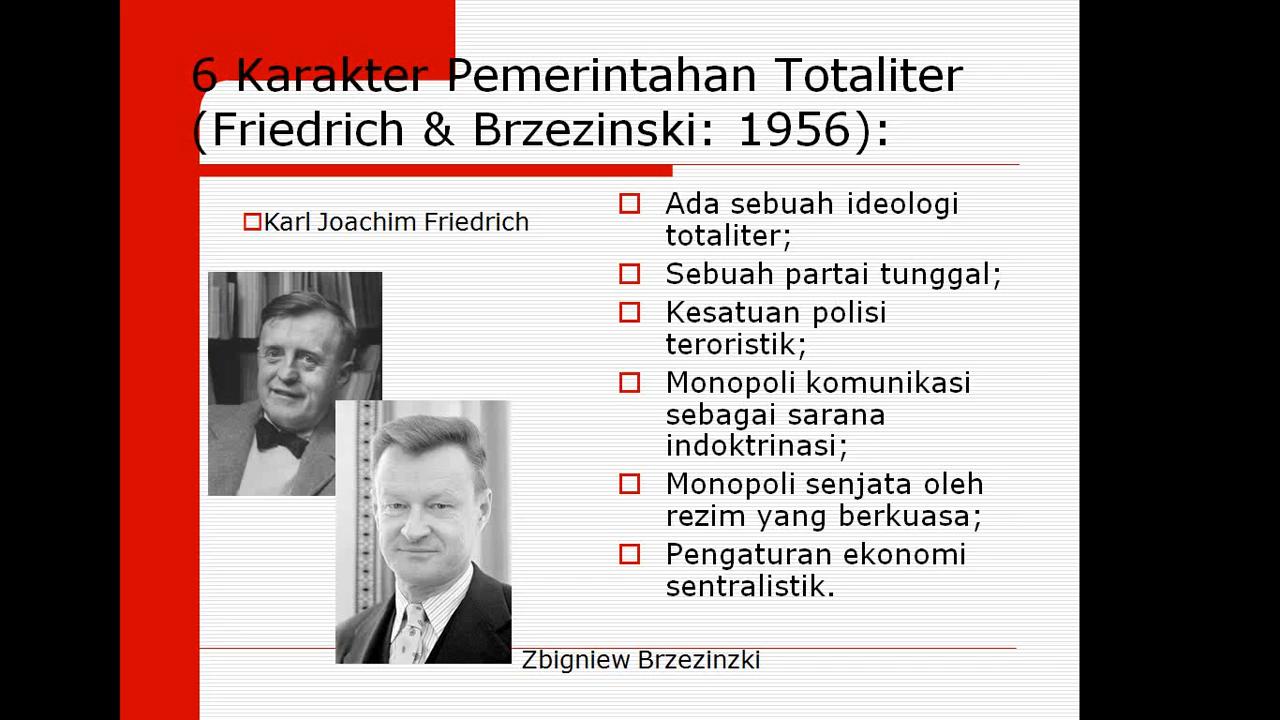 6 Karakter Pemerintahan Totaliter
(Friedrich & Brzezinski: 1956):
Karl Joachim Friedrich
Zbigniew Brzezinzki
Ada sebuah ideologi
totaliter;
Sebuah partai tunggal;
Kesatuan polisi
teroristik;
Monopoli komunikasi
sebagai sarana
indoktrinasi;
Monopoli senjata oleh
rezim yang berkuasa;
Pengaturan ekonomi
sentralistik.